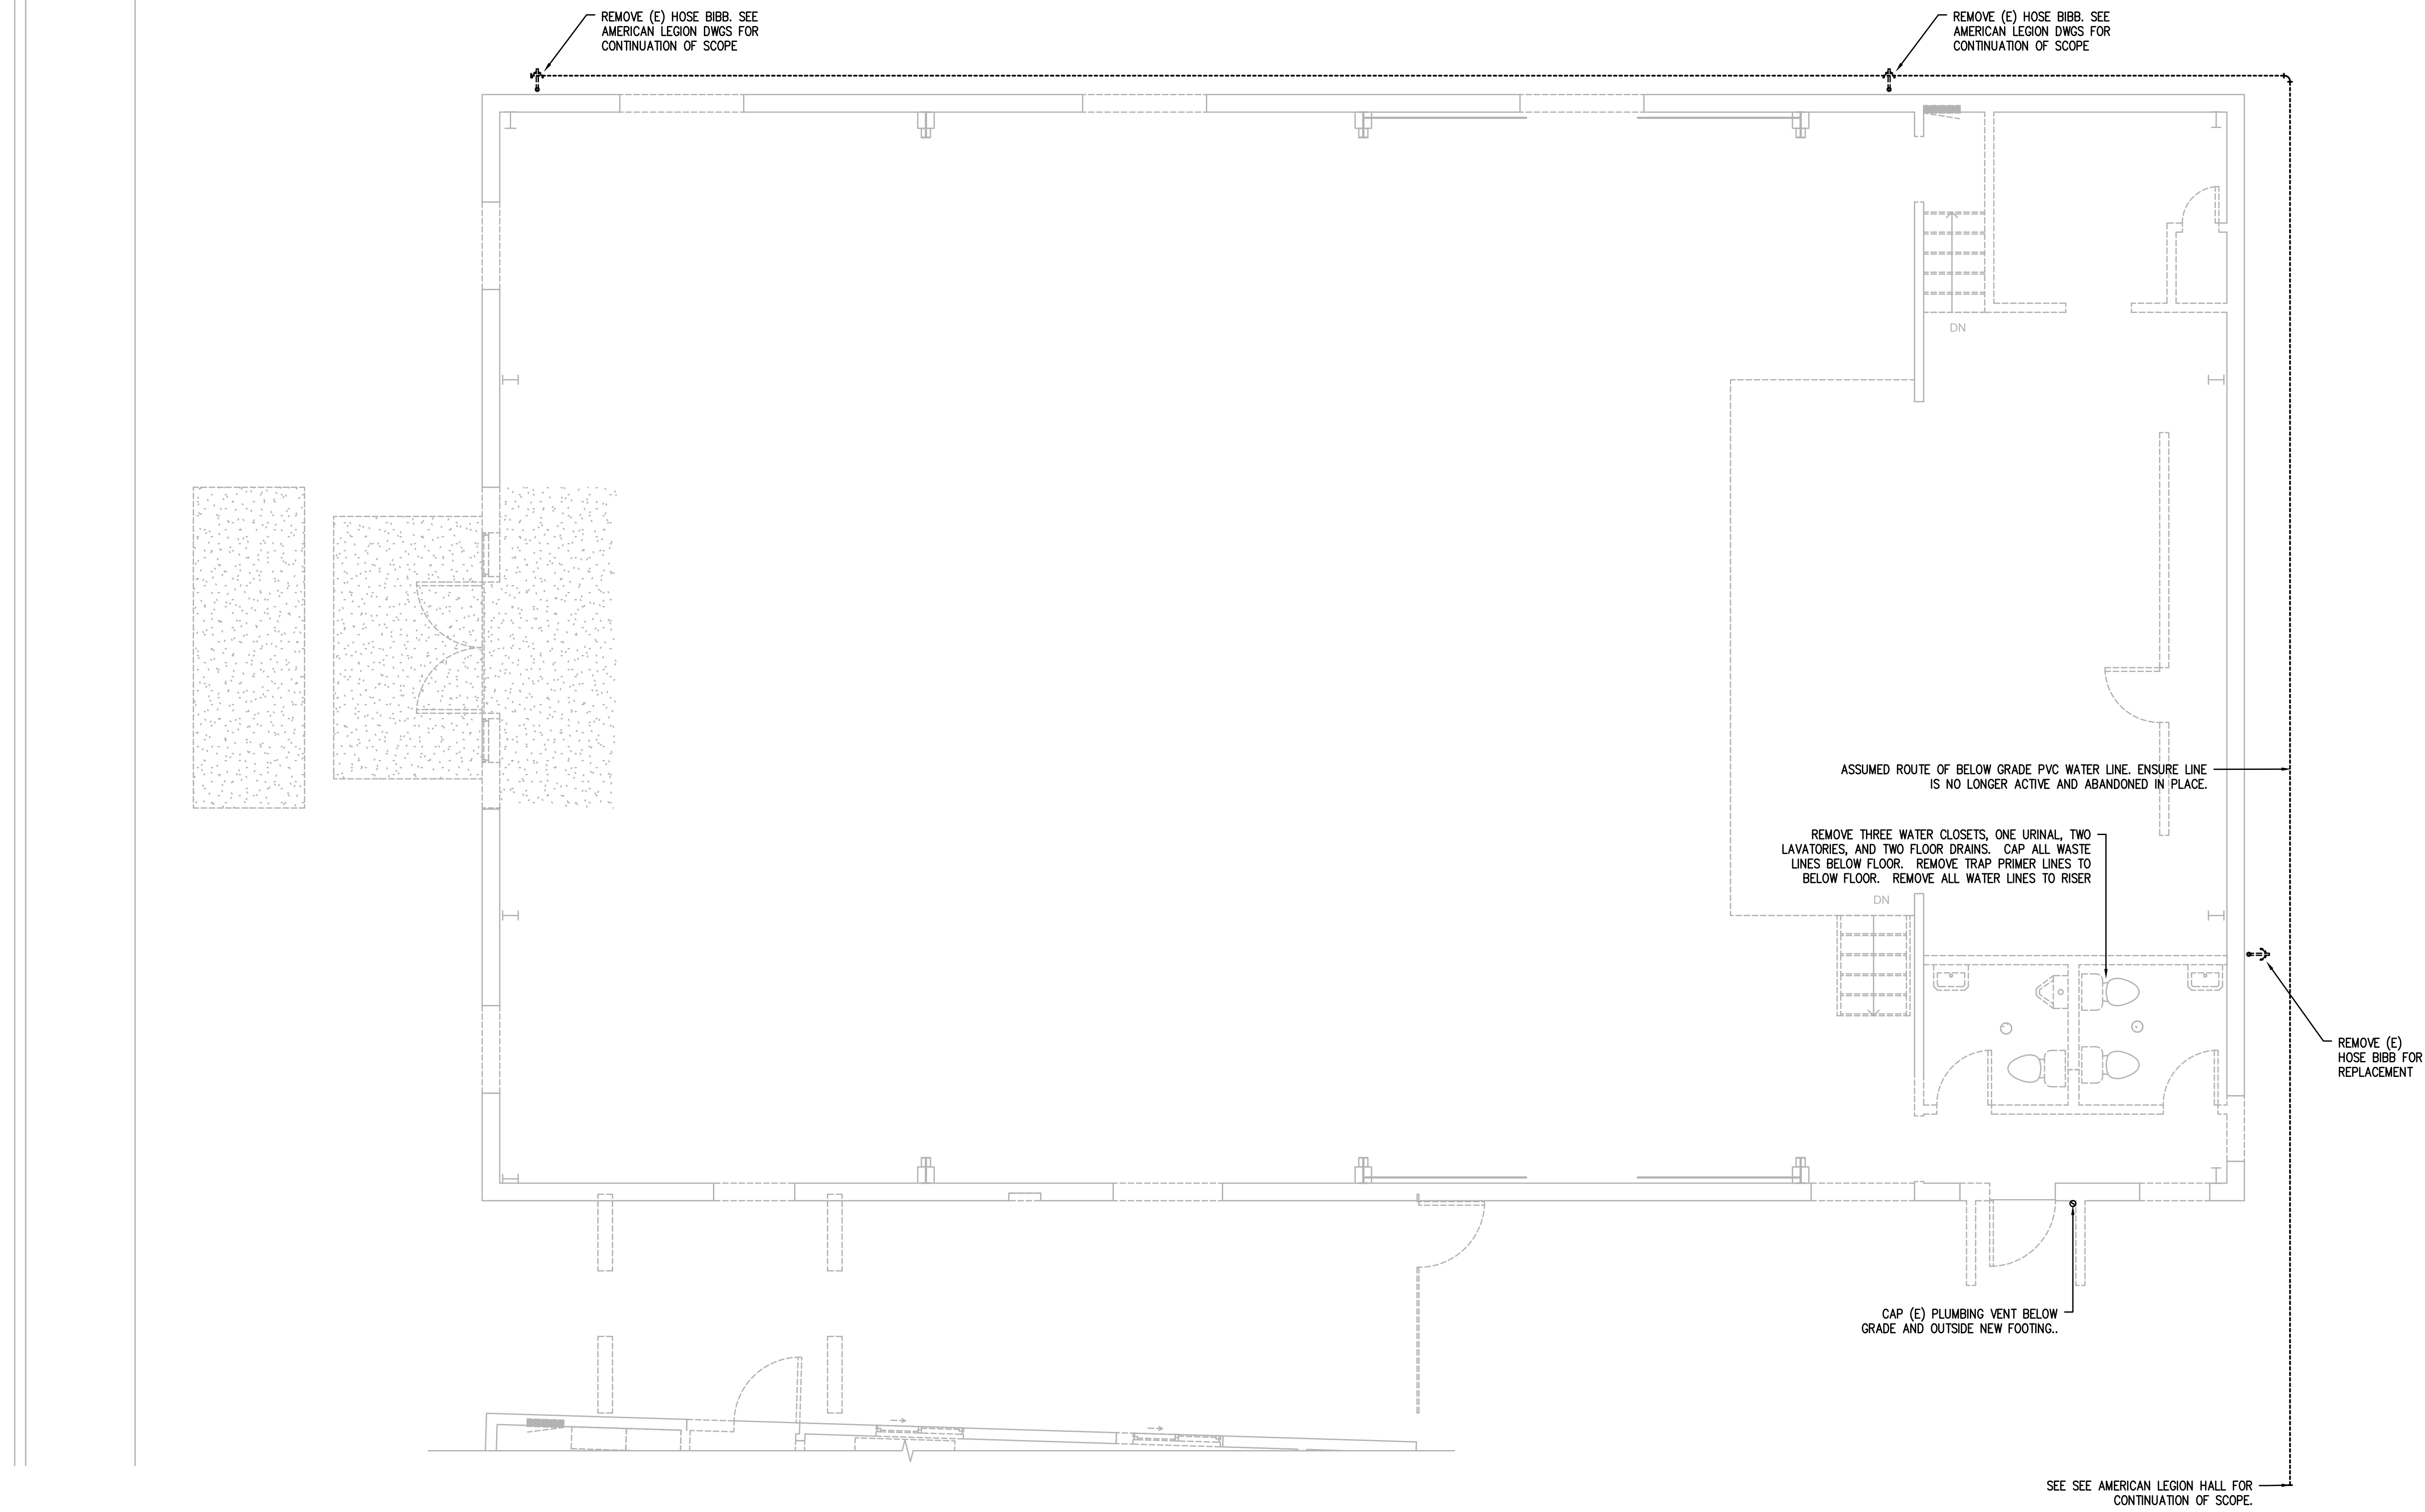 REMOVE (E) HOSE BIBB. SEE
AMERICAN LEGION DWGS FOR
CONTINUATION OF SCOPE
REMOVE (E) HOSE BIBB. SEE
AMERICAN LEGION DWGS FOR
CONTINUATION OF SCOPE
DN
ASSUMED ROUTE OF BELOW GRADE PVC WATER LINE. ENSURE LINE
IS NO LONGER ACTIVE AND ABANDONED IN PLACE.
REMOVE THREE WATER CLOSETS, ONE URINAL, TWO
LAVATORIES, AND TWO FLOOR DRAINS. CAP ALL WASTE
LINES BELOW FLOOR. REMOVE TRAP PRIMER LINES TO
BELOW FLOOR. REMOVE ALL WATER LINES TO RISER
DN
REMOVE (E)
HOSE BIBB FOR
REPLACEMENT
CAP (E) PLUMBING VENT BELOW
GRADE AND OUTSIDE NEW FOOTING..
SEE SEE AMERICAN LEGION HALL FOR
CONTINUATION OF SCOPE.